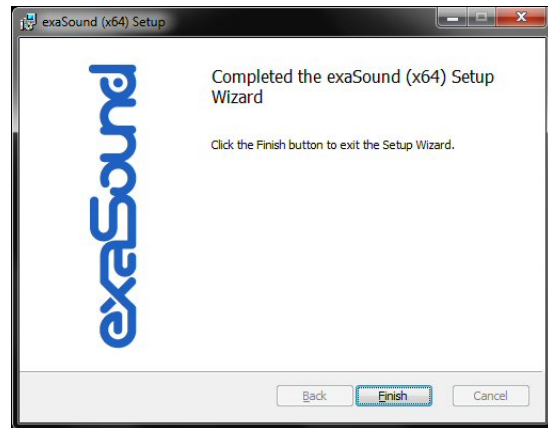 exaSound (x64) Setup
exaSound
Completed the exaSound (x64) Setup
Wizard
Click the Finish button to exit the Setup Wizard.
Back Finish Cancel